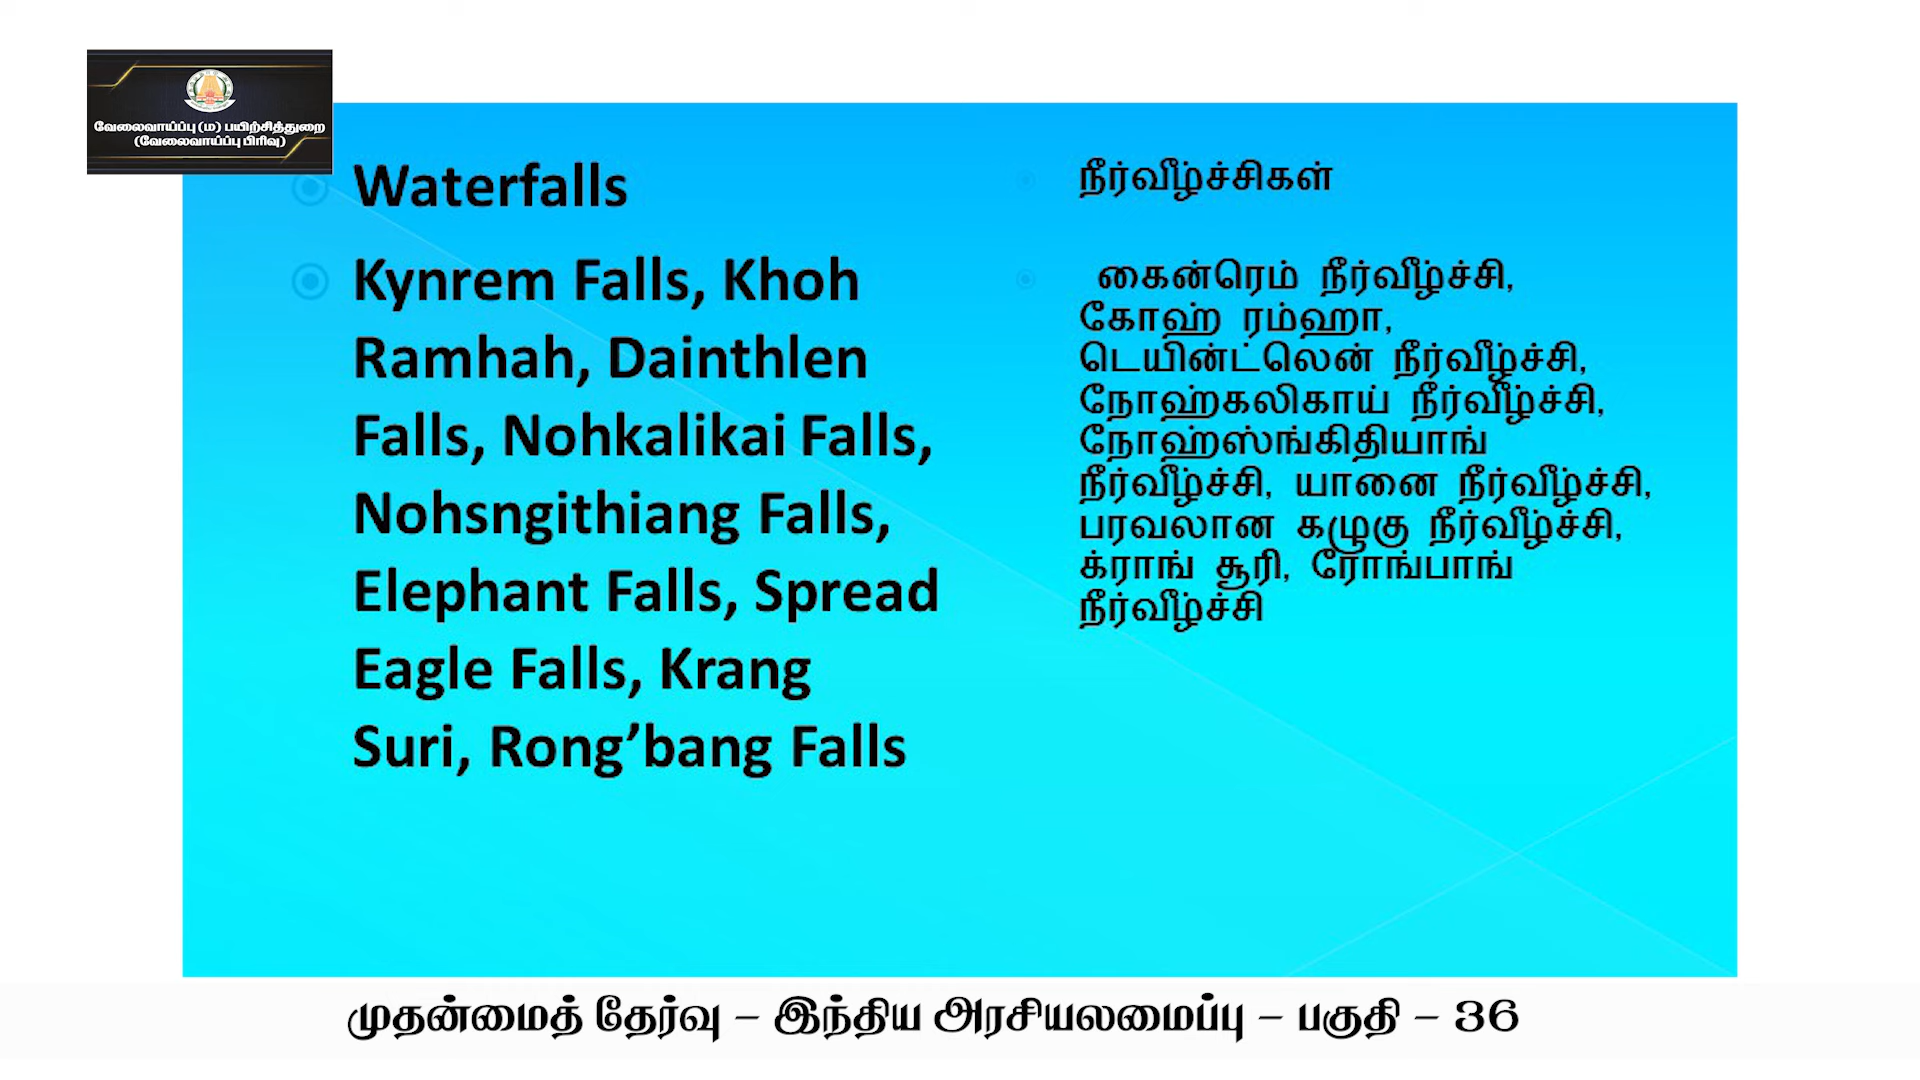 வேலைவாய்ப்பு (ம) பயிற்சித்துறை
(வேலைவாய்ப்பு பிரிவு)
Waterfalls
Kynrem Falls, Khoh
Ramhah, Dainthlen
Falls, Nohkalikai Falls,
Nohsngithiang Falls,
Elephant Falls, Spread
Eagle Falls, Krang
Suri, Rong’bang Falls
நீர்வீழ்ச்சிகள்
கைன்ரெம் நீர்வீழ்ச்சி,
கோஹ் ரம்ஹா,
டெயின்ட்லென் நீர்வீழ்ச்சி,
நோஹ்கலிகாய் நீர்வீழ்ச்சி,
நோஹ்ஸ்ங்கிதியாங்
நீர்வீழ்ச்சி, யானை நீர்வீழ்ச்சி,
பரவலான கழுகு நீர்வீழ்ச்சி,
க்ராங் சூரி, ரோங்பாங்
நீர்வீழ்ச்சி
முதன்மைத் தேர்வு – இந்திய அரசியலமைப்பு – பகுதி – 36